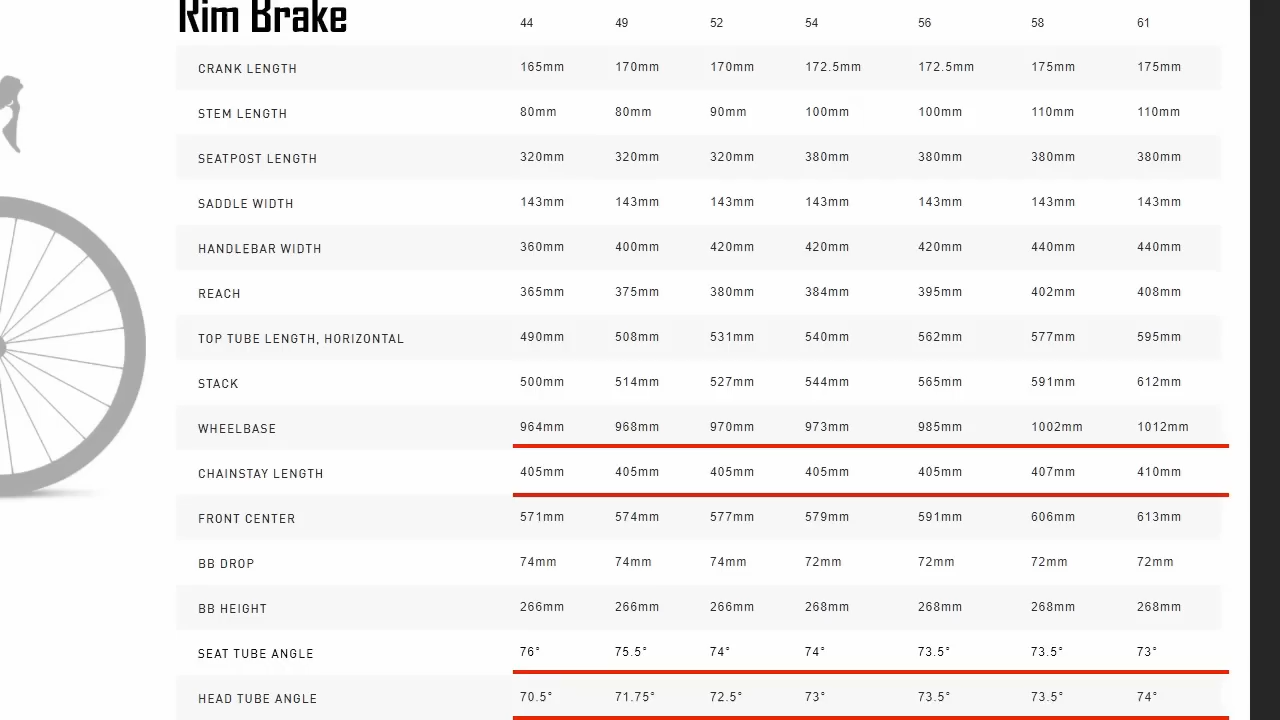 Rim Brake 44 49 52 54 56 58 61
CRANK LENGTH 165mm 170mm 170mm 172.5mm 172.5mm 175mm 175mm
STEM LENGTH 80mm 80mm 90mm 100mm 100mm 110mm 110mm
SEATPOST LENGTH 320mm 320mm 320mm 380mm 380mm 380mm 380mm
SADDLE WIDTH 143mm 143mm 143mm 143mm 143mm 143mm 143mm
HANDLEBAR WIDTH 360mm 400mm 420mm 420mm 420mm 440mm 440mm
REACH 365mm 375mm 380mm 384mm 395mm 402mm 408mm
TOP TUBE LENGTH, HORIZONTAL 490mm 508mm 531mm 540mm 562mm 577mm 595mm
STACK 500mm 514mm 527mm 544mm 565mm 591mm 612mm
WHEELBASE 964mm 968mm 970mm 973mm 985mm 1002mm 1012mm
CHAINSTAY LENGTH 405mm 405mm 405mm 405mm 405mm 407mm 410mm
FRONT CENTER 571mm 574mm 577mm 579mm 591mm 606mm 613mm
BB DROP 74mm 74mm 74mm 72mm 72mm 72mm 72mm
BB HEIGHT 266mm 266mm 266mm 268mm 268mm 268mm 268mm
SEAT TUBE ANGLE 76° 75.5° 74° 74° 73.5° 73.5° 73°
HEAD TUBE ANGLE 70.5° 71.75° 72.5° 73° 73.5° 73.5° 74°